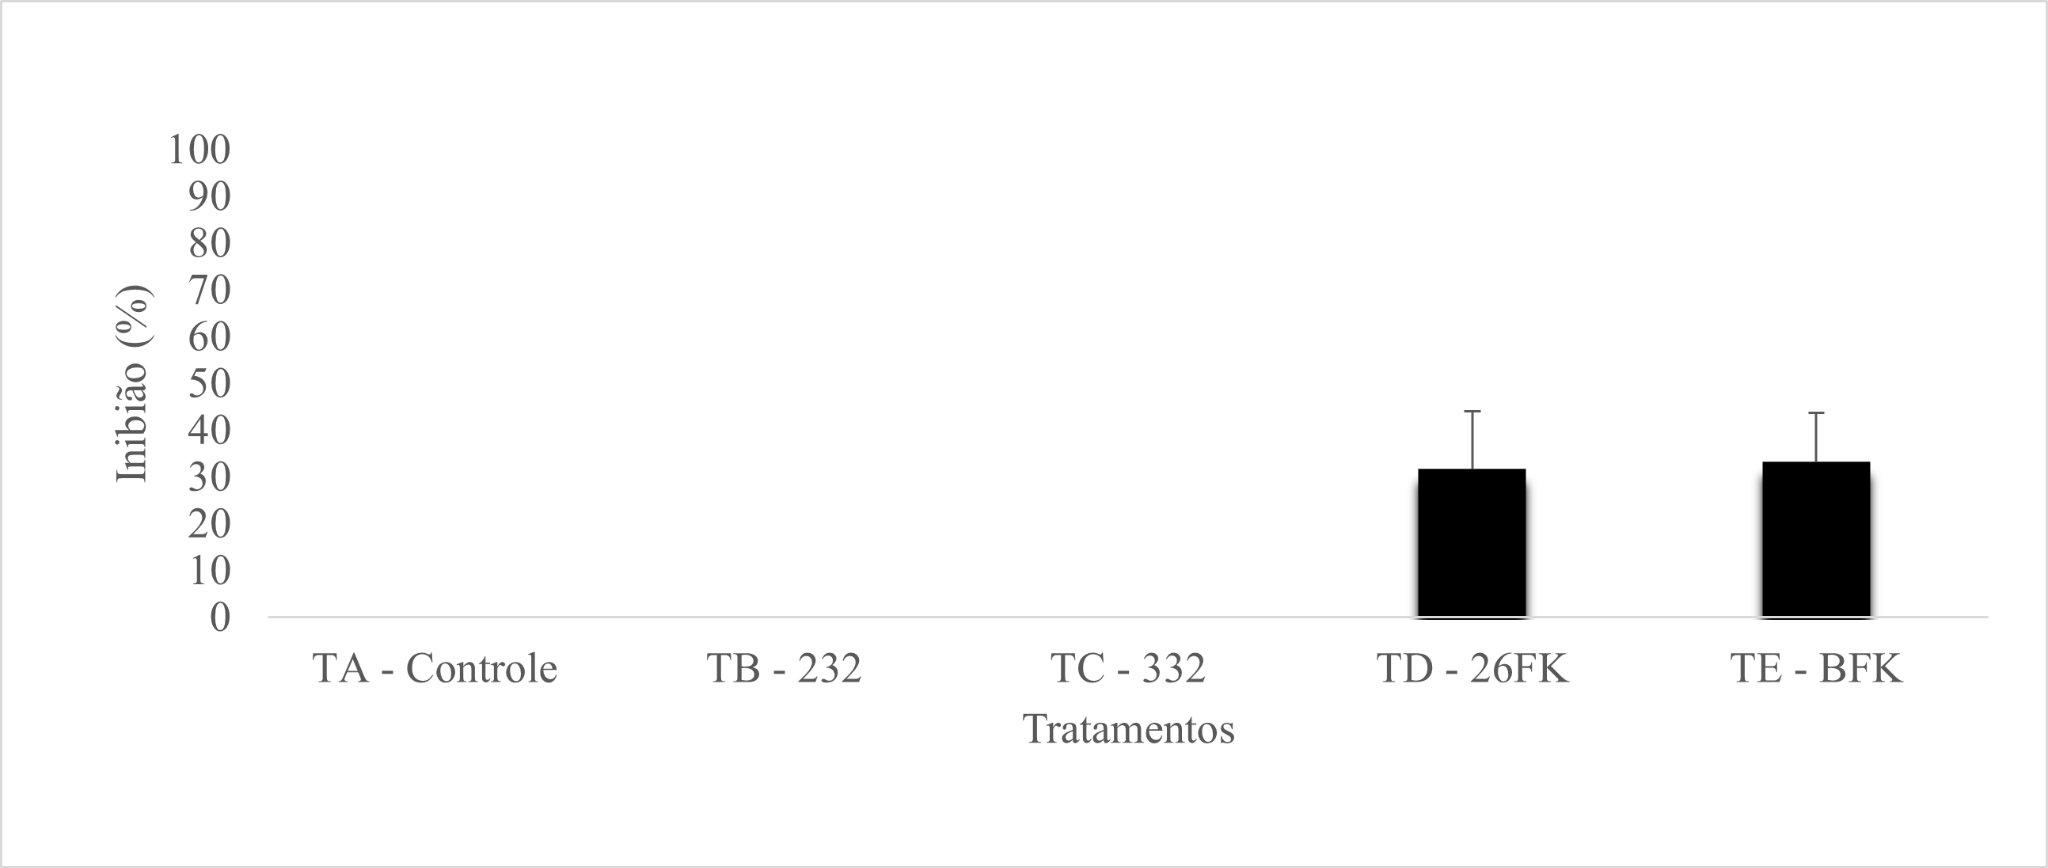 100
90
80
70
60
50
40
30
20
10
0
Inibião (%)
TA - Controle
TB - 232
TC - 332
TD - 26FK
TE - BFK
Tratamentos